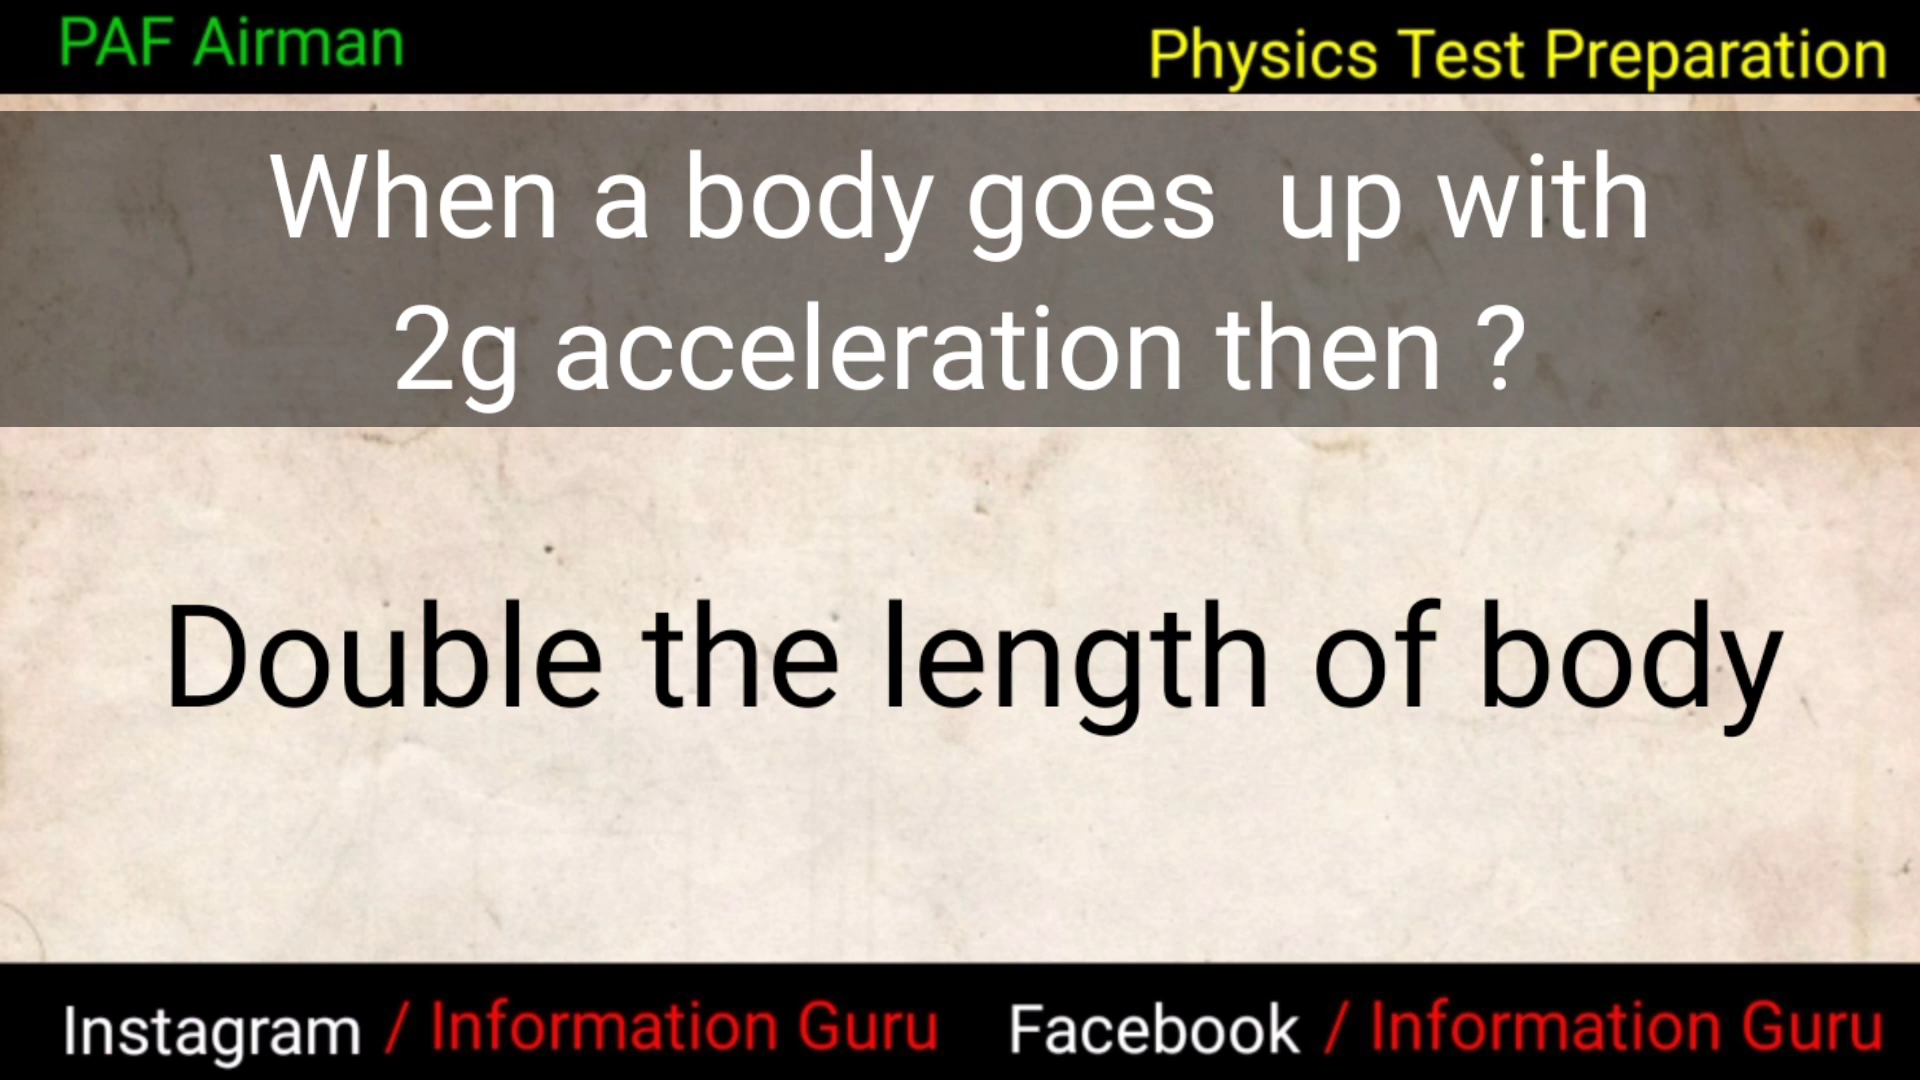 PAF Airman
Physics Test Preparation
When a body goes  up with
2g acceleration then ?
Double the length of body
Instagram / Information Guru
Facebook / Information Guru